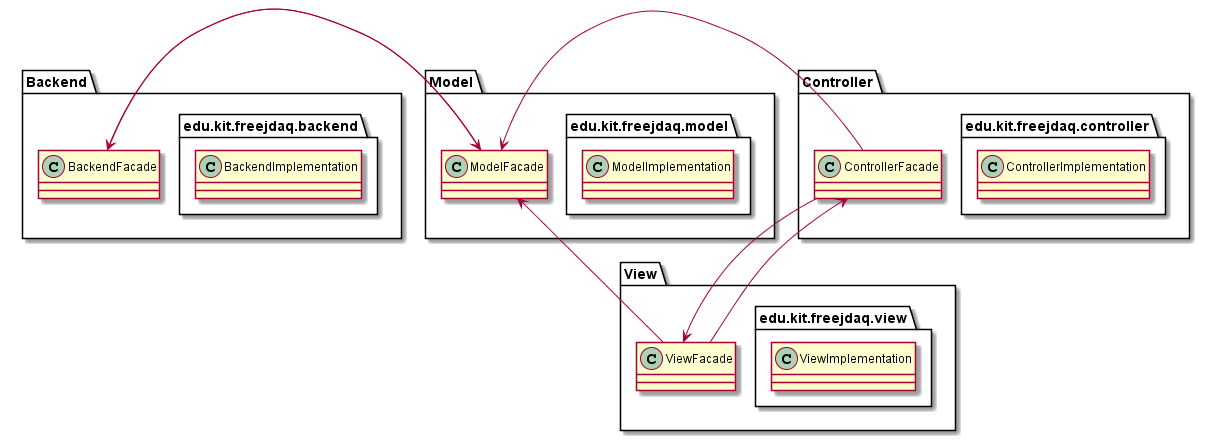 Backend
edu.kit.freejdaq.backend
C BackendFacade
C BackendImplementation
Model
edu.kit.freejdaq.model
C ModelFacade
C ModelImplementation
Controller
edu.kit.freejdaq.controller
C ControllerFacade
C ControllerImplementation
View
edu.kit.freejdaq.view
C ViewFacade
C ViewImplementation